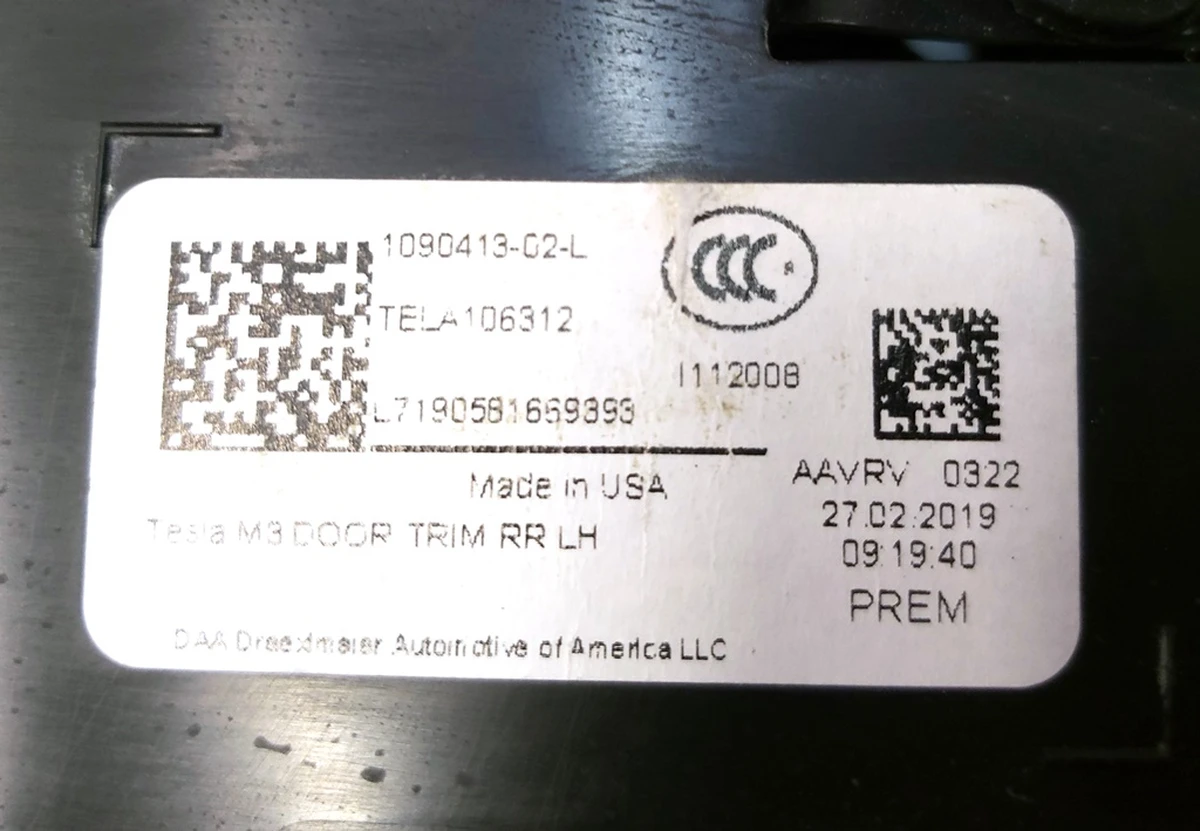 1090413-02-L
TELA106312
L7190581669393
CCC
I112008
Made in USA
Tesla M3 DOOR TRIM RR LH
DAA Draexlmaier Automotive of America LLC
AAVRV 0322
27.02.2019
09:19:40
PREM